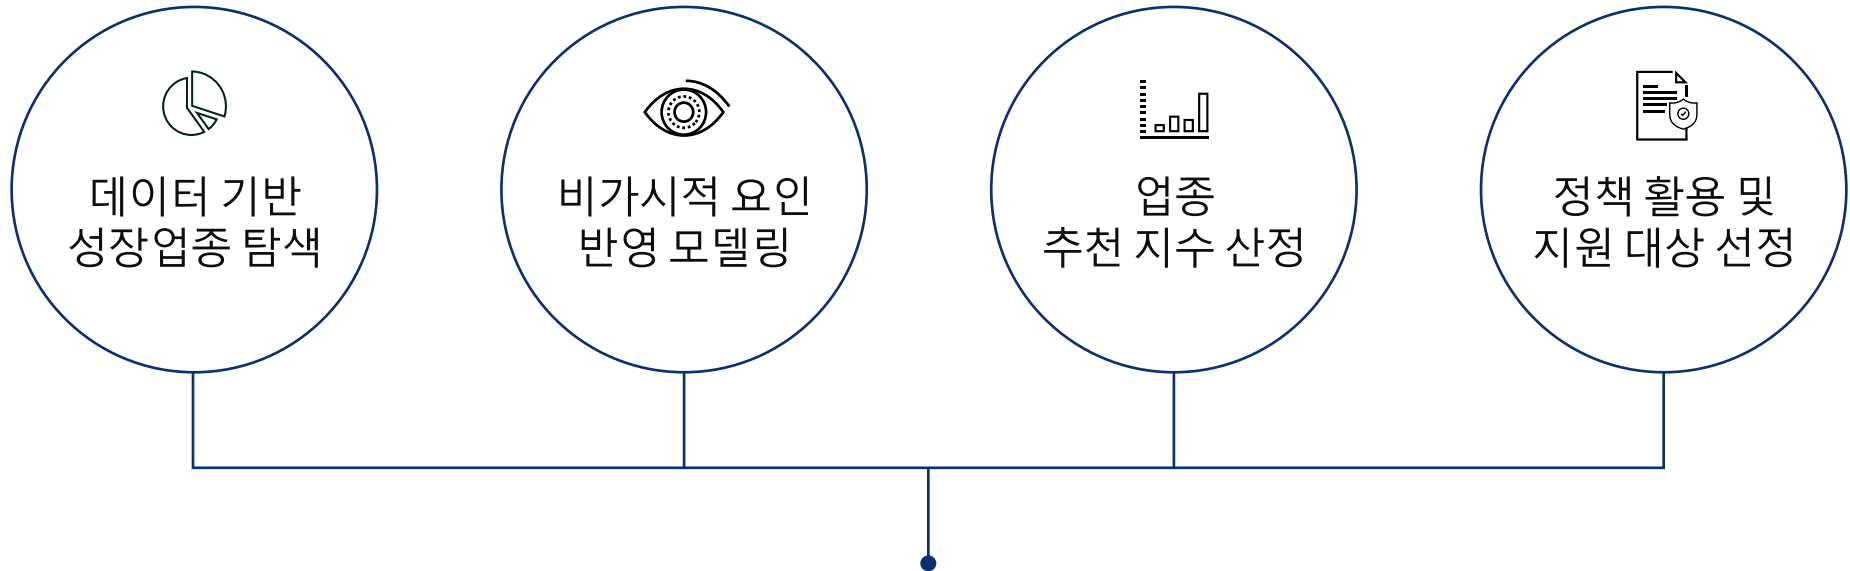 데이터 기반
성장업종 탐색
비가시적 요인
반영 모델링
업종
추천 지수 산정
정책 활용 및
지원 대상 선정